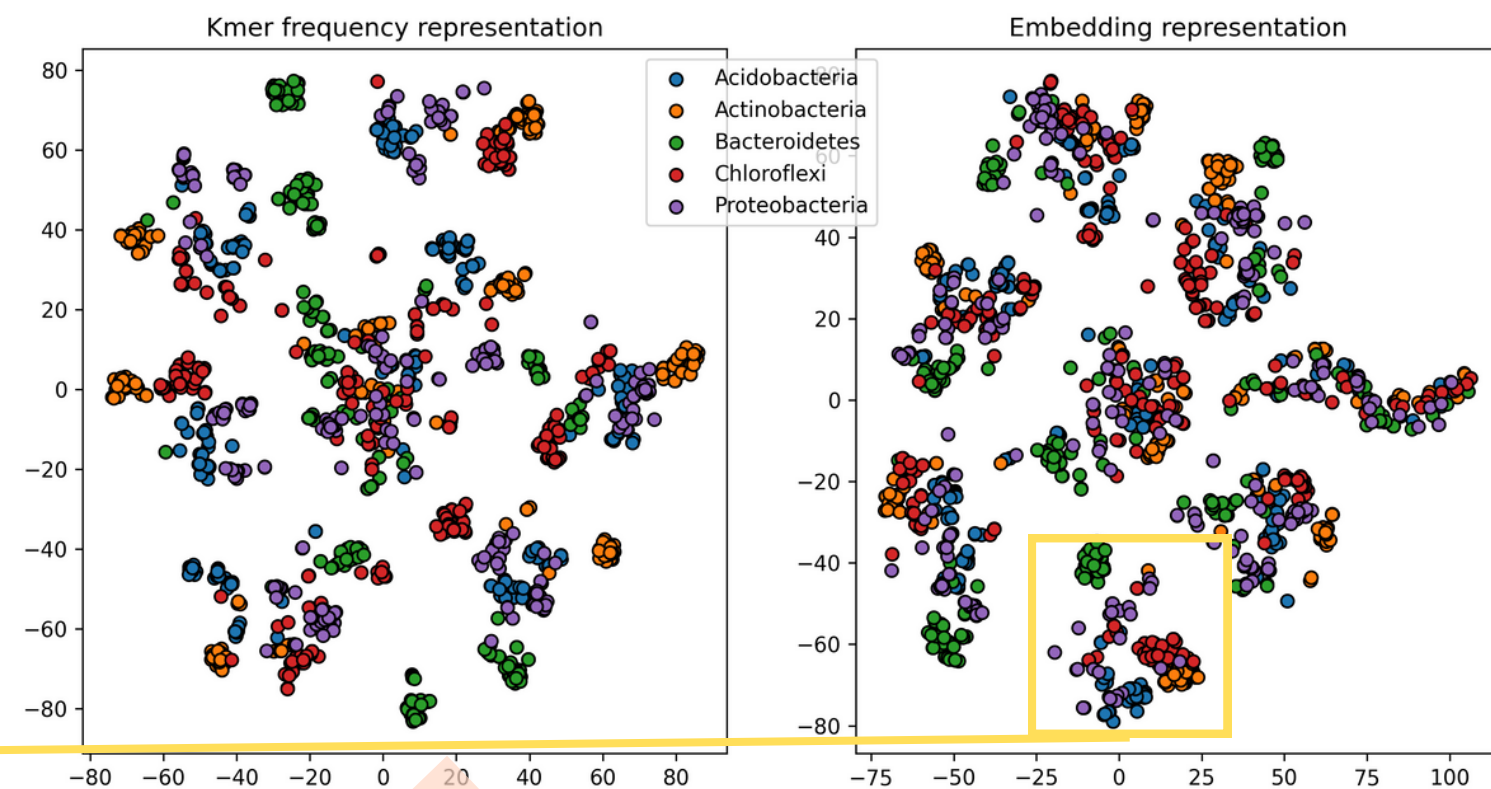 Kmer frequency representation
Embedding representation
Acidobacteria
Actinobacteria
Bacteroidetes
Chloroflexi
Proteobacteria
80
60
40
20
0
−20
−40
−60
−80
−80 −60 −40 −20 0 20 40 60 80
80
60
40
20
0
−20
−40
−60
−80
−75 −50 −25 0 25 50 75 100